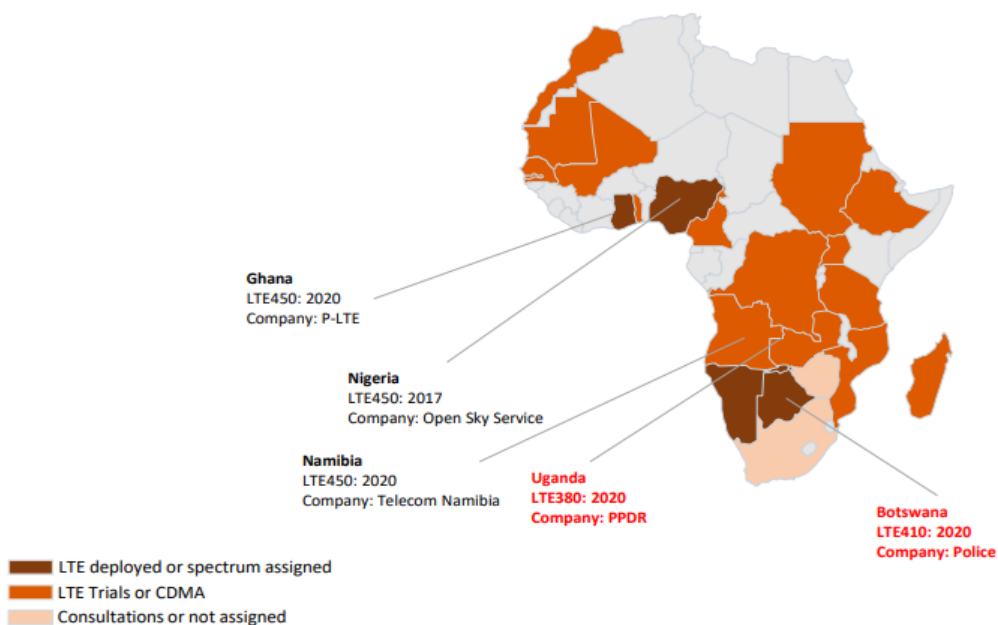 Ghana
LTE450: 2020
Company: P-LTE
Nigeria
LTE450: 2017
Company: Open Sky Service
Namibia
LTE450: 2020
Company: Telecom Namibia
Uganda
LTE380: 2020
Company: PPDR
Botswana
LTE410: 2020
Company: Police
LTE deployed or spectrum assigned
LTE Trials or CDMA
Consultations or not assigned